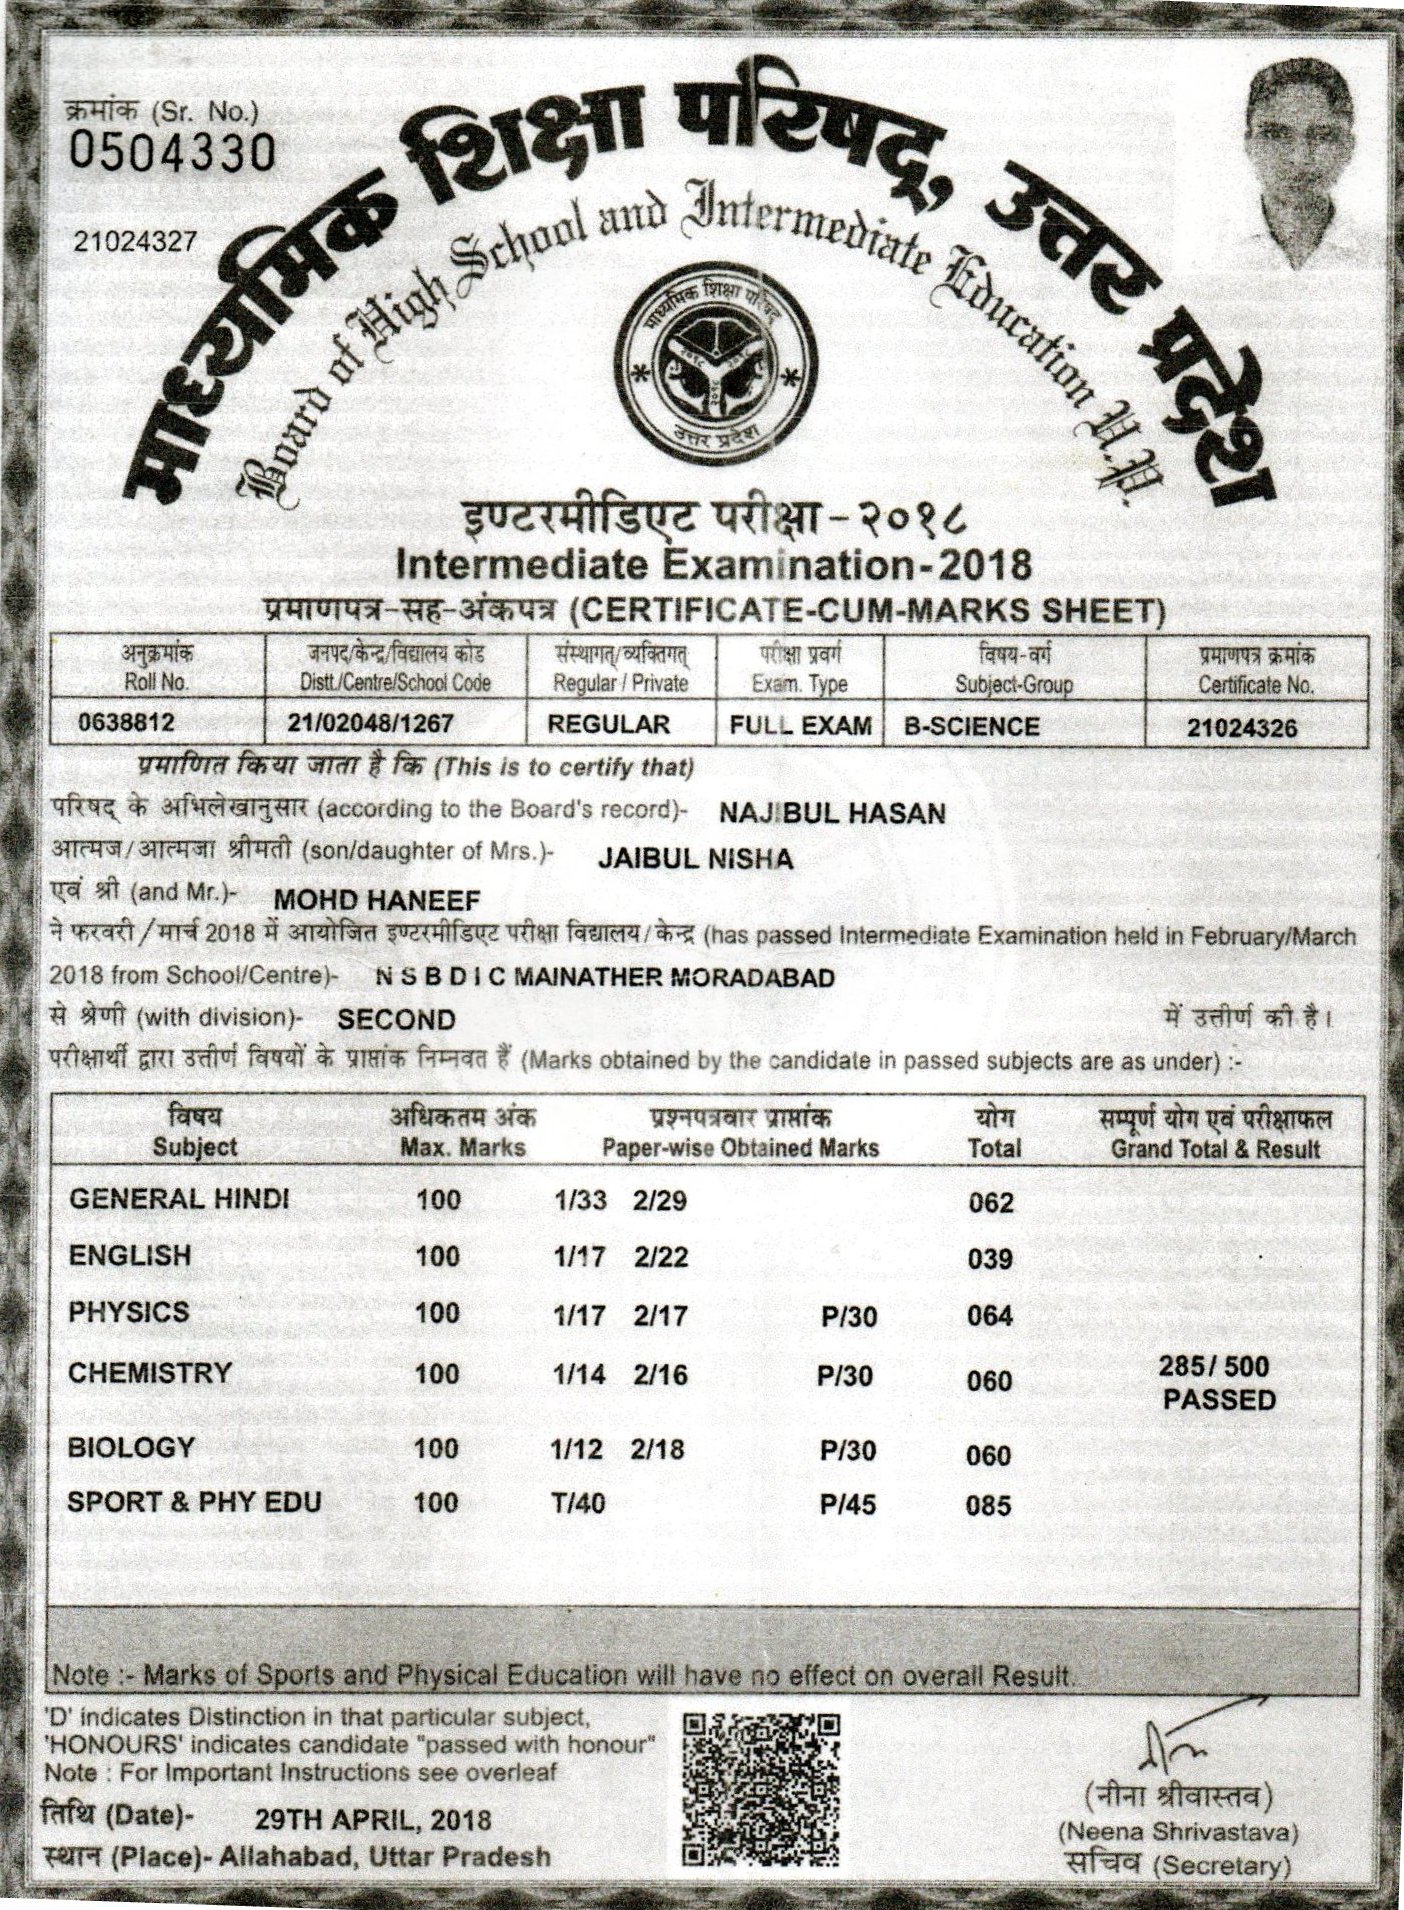 क्रमांक (Sr. No.)
0504330
21024327
माध्यमिक शिक्षा परिषद्, उत्तर प्रदेश
Board of High School and Intermediate Education U.P.
माध्यमिक शिक्षा परिषद्
उत्तर प्रदेश
इण्टरमीडिएट परीक्षा - २०१८
Intermediate Examination-2018
प्रमाणपत्र-सह-अंकपत्र (CERTIFICATE-CUM-MARKS SHEET)
अनुक्रमांक जनपद/केन्द्र/विद्यालय कोड संस्थागत्/व्यक्तिगत् परीक्षा प्रवर्ग विषय-वर्ग प्रमाणपत्र क्रमांक
Roll No. Distt./Centre/School Code Regular / Private Exam. Type Subject-Group Certificate No.
0638812 21/02048/1267 REGULAR FULL EXAM B-SCIENCE 21024326
प्रमाणित किया जाता है कि (This is to certify that)
परिषद् के अभिलेखानुसार (according to the Board's record)- NAJIBUL HASAN
आत्मज/आत्मजा श्रीमती (son/daughter of Mrs.)- JAIBUL NISHA
एवं श्री (and Mr.)- MOHD HANEEF
ने फरवरी/मार्च 2018 में आयोजित इण्टरमीडिएट परीक्षा विद्यालय/केन्द्र (has passed Intermediate Examination held in February/March
2018 from School/Centre)- N S B D I C MAINATHER MORADABAD
से श्रेणी (with division)- SECOND में उत्तीर्ण की है।
परीक्षार्थी द्वारा उत्तीर्ण विषयों के प्राप्तांक निम्नवत हैं (Marks obtained by the candidate in passed subjects are as under) :-
विषय अधिकतम अंक प्रश्नपत्रवार प्राप्तांक योग सम्पूर्ण योग एवं परीक्षाफल
Subject Max. Marks Paper-wise Obtained Marks Total Grand Total & Result
GENERAL HINDI 100 1/33 2/29 062
ENGLISH 100 1/17 2/22 039
PHYSICS 100 1/17 2/17 P/30 064
CHEMISTRY 100 1/14 2/16 P/30 060 285/ 500
PASSED
BIOLOGY 100 1/12 2/18 P/30 060
SPORT & PHY EDU 100 T/40 P/45 085
Note :- Marks of Sports and Physical Education will have no effect on overall Result.
'D' indicates Distinction in that particular subject,
'HONOURS' indicates candidate "passed with honour"
Note : For Important Instructions see overleaf
तिथि (Date)- 29TH APRIL, 2018
स्थान (Place)- Allahabad, Uttar Pradesh
(नीना श्रीवास्तव)
(Neena Shrivastava)
सचिव (Secretary)